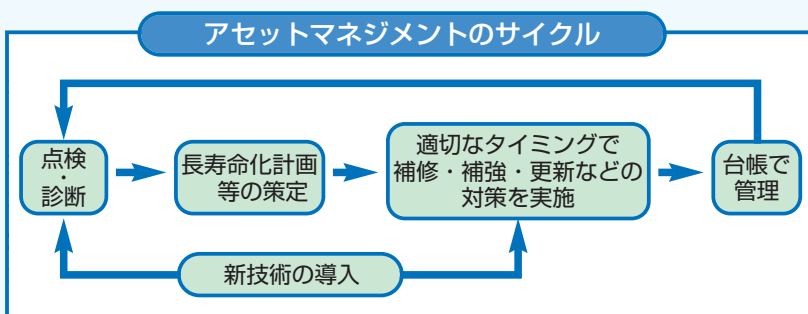 アセットマネジメントのサイクル
点検
・
診断
長寿命化計画
等の策定
適切なタイミングで
補修・補強・更新などの
対策を実施
台帳で
管理
新技術の導入